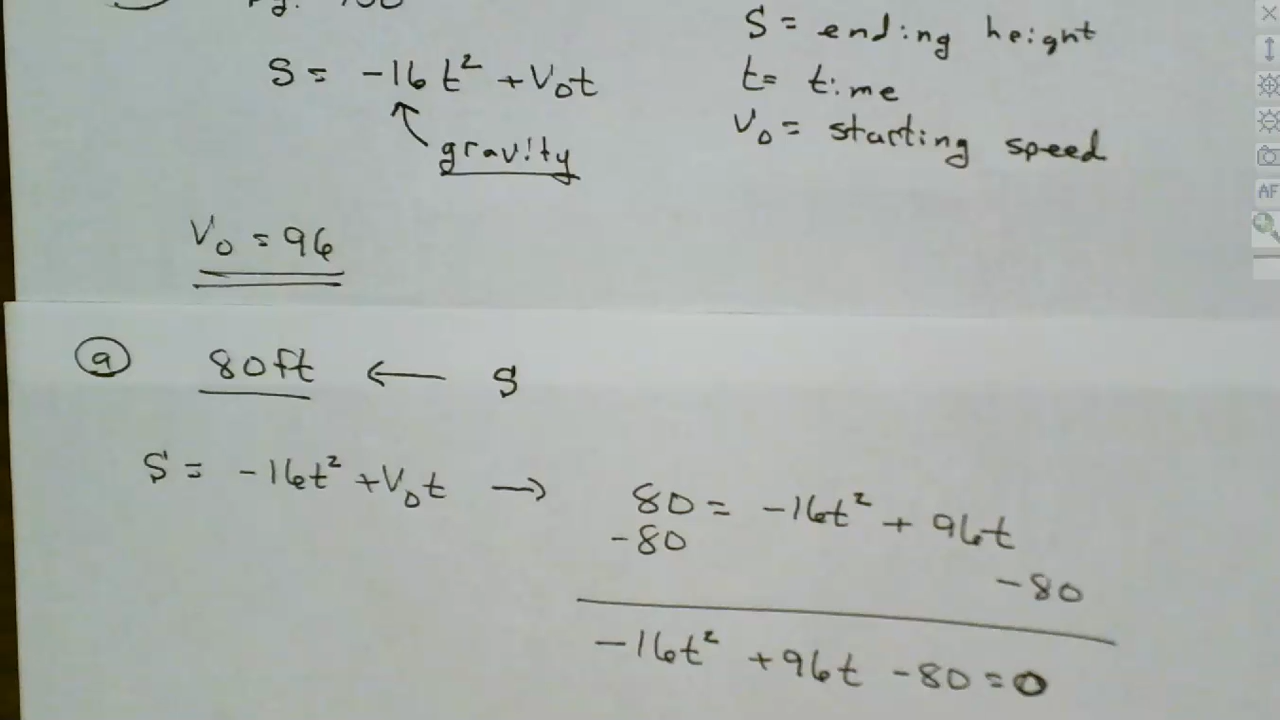 S = -16t² + V₀t
gravity
S = ending height
t = time
V₀ = starting speed
V₀ = 96
a 80ft ← S
S = -16t² + V₀t → 80 = -16t² + 96t
-80 -80
-16t² + 96t - 80 = 0
AF